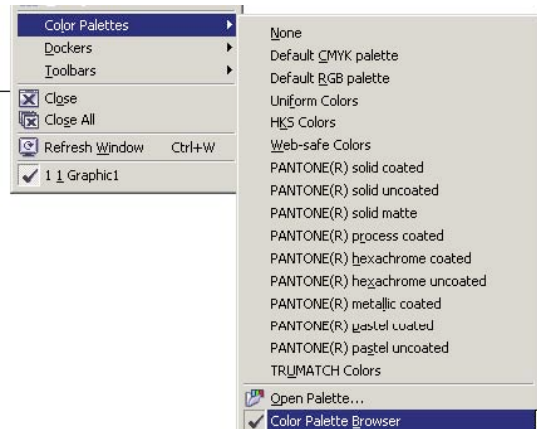 Color Palettes
Dockers
Toolbars
Close
Close All
Refresh Window Ctrl+W
1 1 Graphic1
None
Default CMYK palette
Default RGB palette
Uniform Colors
HKS Colors
Web-safe Colors
PANTONE(R) solid coated
PANTONE(R) solid uncoated
PANTONE(R) solid matte
PANTONE(R) process coated
PANTONE(R) hexachrome coated
PANTONE(R) hexachrome uncoated
PANTONE(R) metallic coated
PANTONE(R) pastel coated
PANTONE(R) pastel uncoated
TRUMATCH Colors
Open Palette...
Color Palette Browser